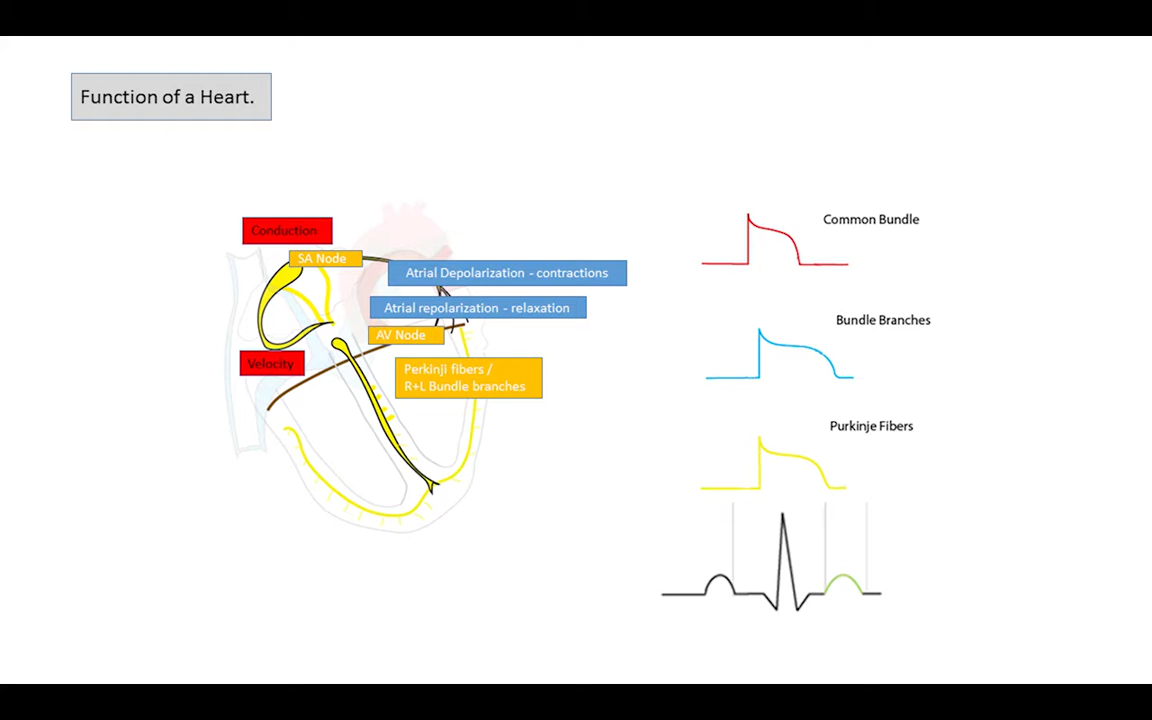 Function of a Heart.
Conduction
SA Node
Atrial Depolarization - contractions
Atrial repolarization - relaxation
AV Node
Velocity
Perkinji fibers /
R+L Bundle branches
Common Bundle
Bundle Branches
Purkinje Fibers